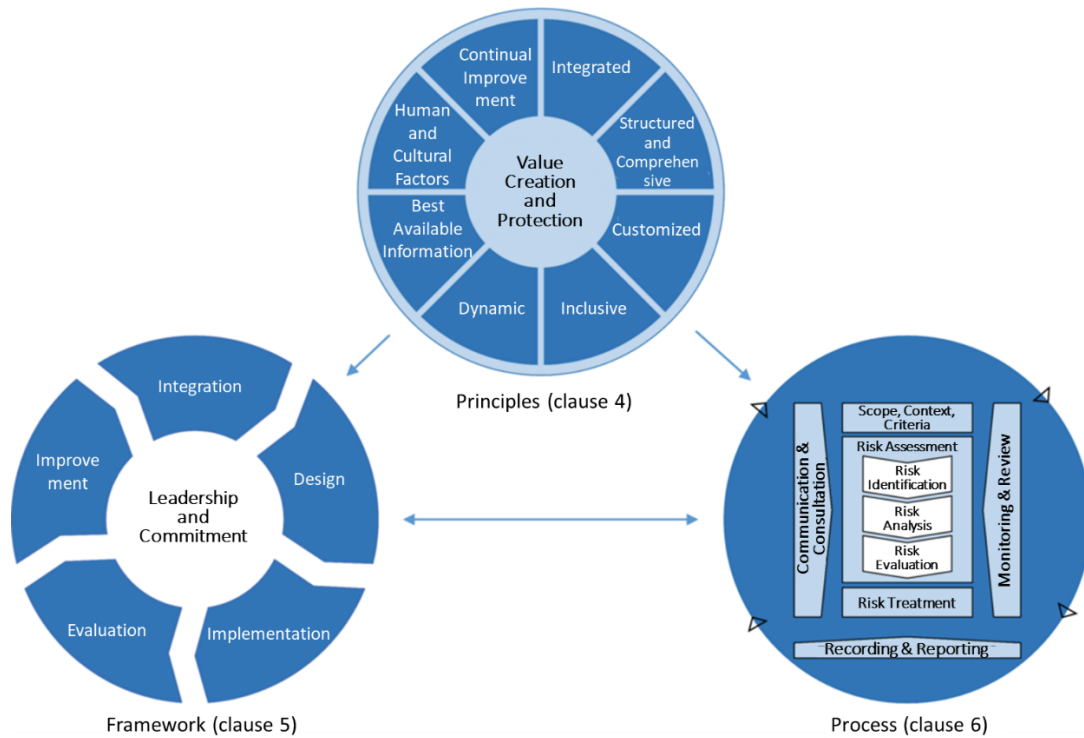 Continual
Improve
ment
Integrated
Human
and
Cultural
Factors
Structured
and
Comprehen
sive
Value
Creation
and
Protection
Best
Available
Information
Customized
Dynamic
Inclusive
Principles (clause 4)
Integration
Improve
ment
Design
Leadership
and
Commitment
Evaluation
Implementation
Framework (clause 5)
Scope, Context,
Criteria
Communication &
Consultation
Risk Assessment
Risk
Identification
Risk
Analysis
Risk
Evaluation
Monitoring & Review
Risk Treatment
Recording & Reporting
Process (clause 6)